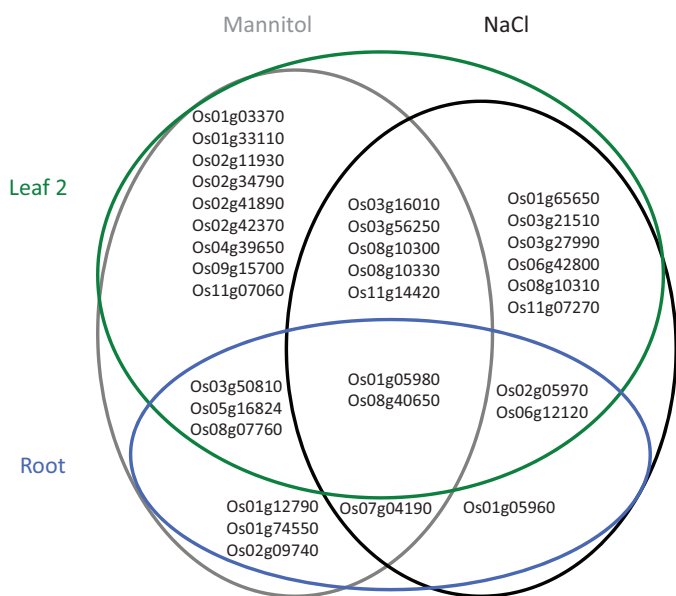 Mannitol
NaCl
Leaf 2
Os01g03370
Os01g33110
Os02g11930
Os02g34790
Os02g41890
Os02g42370
Os04g39650
Os09g15700
Os11g07060
Os03g16010
Os03g56250
Os08g10300
Os08g10330
Os11g14420
Os01g65650
Os03g21510
Os03g27990
Os06g42800
Os08g10310
Os11g07270
Root
Os03g50810
Os05g16824
Os08g07760
Os01g05980
Os08g40650
Os02g05970
Os06g12120
Os01g12790
Os01g74550
Os02g09740
Os07g04190
Os01g05960